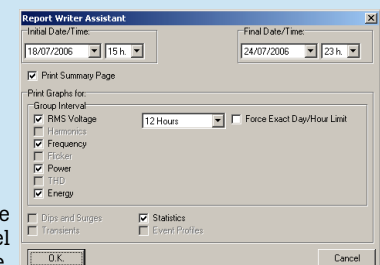 Report Writer Assistant
Initial Date/Time: Final Date/Time:
18/07/2006 15 h. 24/07/2006 23 h.
Print Summary Page
Print Graphs for:
Group Interval
RMS Voltage 12 Hours Force Exact Day/Hour Limit
Harmonics
Frequency
Flicker
Power
THD
Energy
Dips and Surges Statistics
Transients Event Profiles
O.K. Cancel